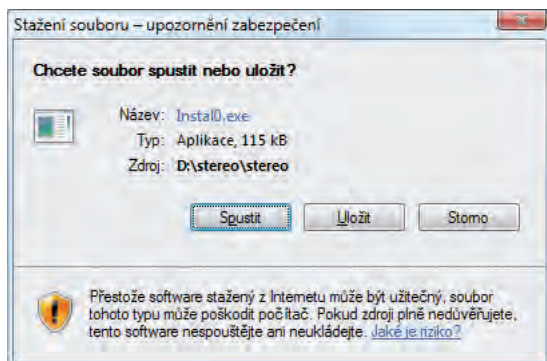 Stažení souboru – upozornění zabezpečení
Chcete soubor spustit nebo uložit?
Název: Instal0.exe
Typ: Aplikace, 115 kB
Zdroj: D:\stereo\stereo
Spustit Uložit Storno
Přestože software stažený z Internetu může být užitečný, soubor
tohoto typu může poškodit počítač. Pokud zdroji plně nedůvěřujete,
tento software nespouštějte ani neukládejte. Jaké je riziko?